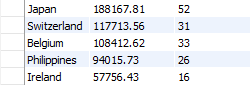 Japan 188167.81 52
Switzerland 117713.56 31
Belgium 108412.62 33
Philippines 94015.73 26
Ireland 57756.43 16